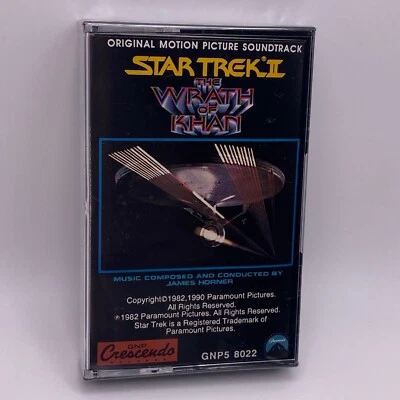 ORIGINAL MOTION PICTURE SOUNDTRACK
STAR TREK II
THE
WRATH
OF
KHAN
MUSIC COMPOSED AND CONDUCTED BY
JAMES HORNER
Copyright©1982,1990 Paramount Pictures.
All Rights Reserved.
℗1982 Paramount Pictures. All Rights Reserved.
Star Trek is a Registered Trademark of
Paramount Pictures.
GNP
Crescendo
RECORDS
GNP5 8022
Paramount